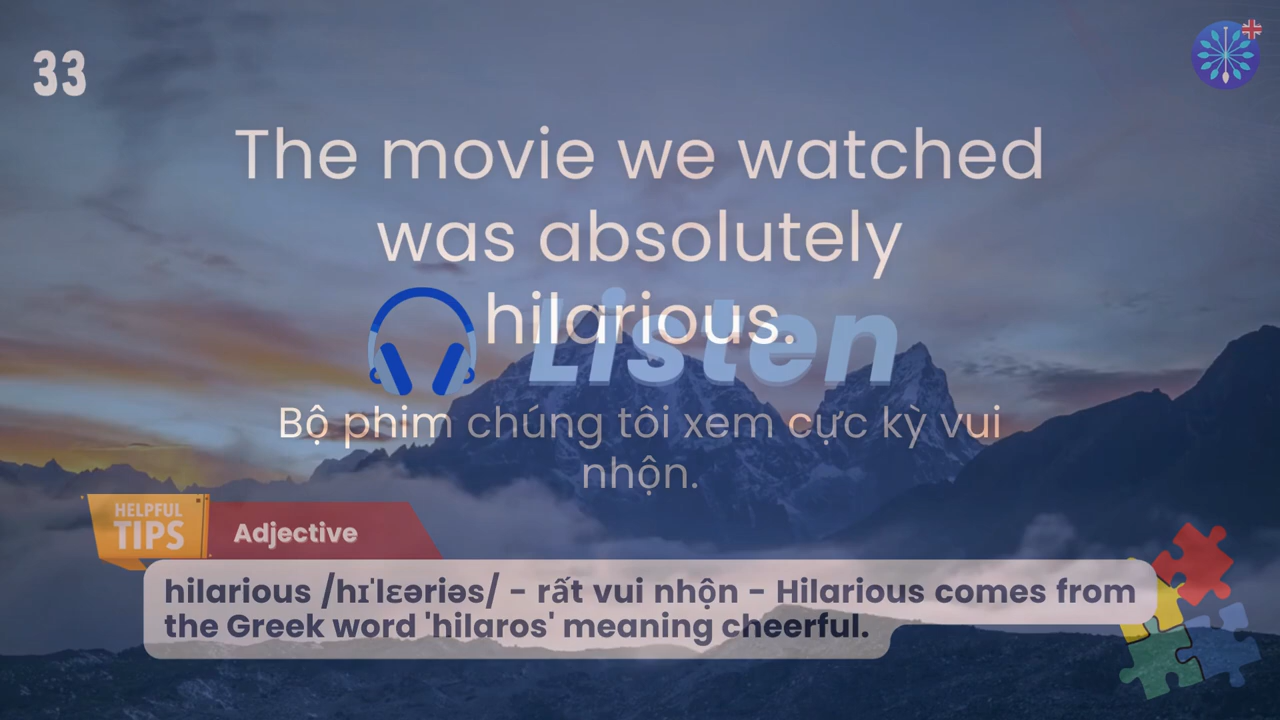 33
The movie we watched
was absolutely
hilarious.
Listen
Bộ phim chúng tôi xem cực kỳ vui
nhộn.
HELPFUL
TIPS
Adjective
hilarious /hɪˈlɛəriəs/ - rất vui nhộn - Hilarious comes from
the Greek word 'hilaros' meaning cheerful.